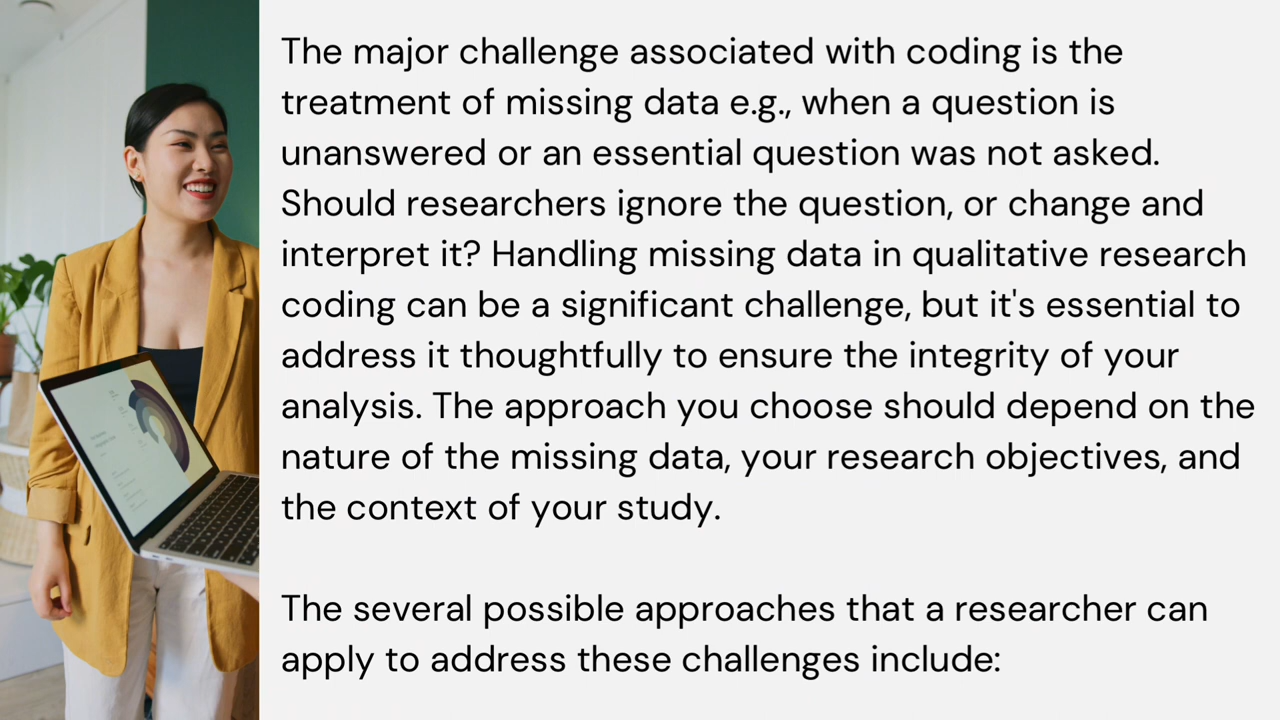 The major challenge associated with coding is the
treatment of missing data e.g., when a question is
unanswered or an essential question was not asked.
Should researchers ignore the question, or change and
interpret it? Handling missing data in qualitative research
coding can be a significant challenge, but it's essential to
address it thoughtfully to ensure the integrity of your
analysis. The approach you choose should depend on the
nature of the missing data, your research objectives, and
the context of your study.
The several possible approaches that a researcher can
apply to address these challenges include: